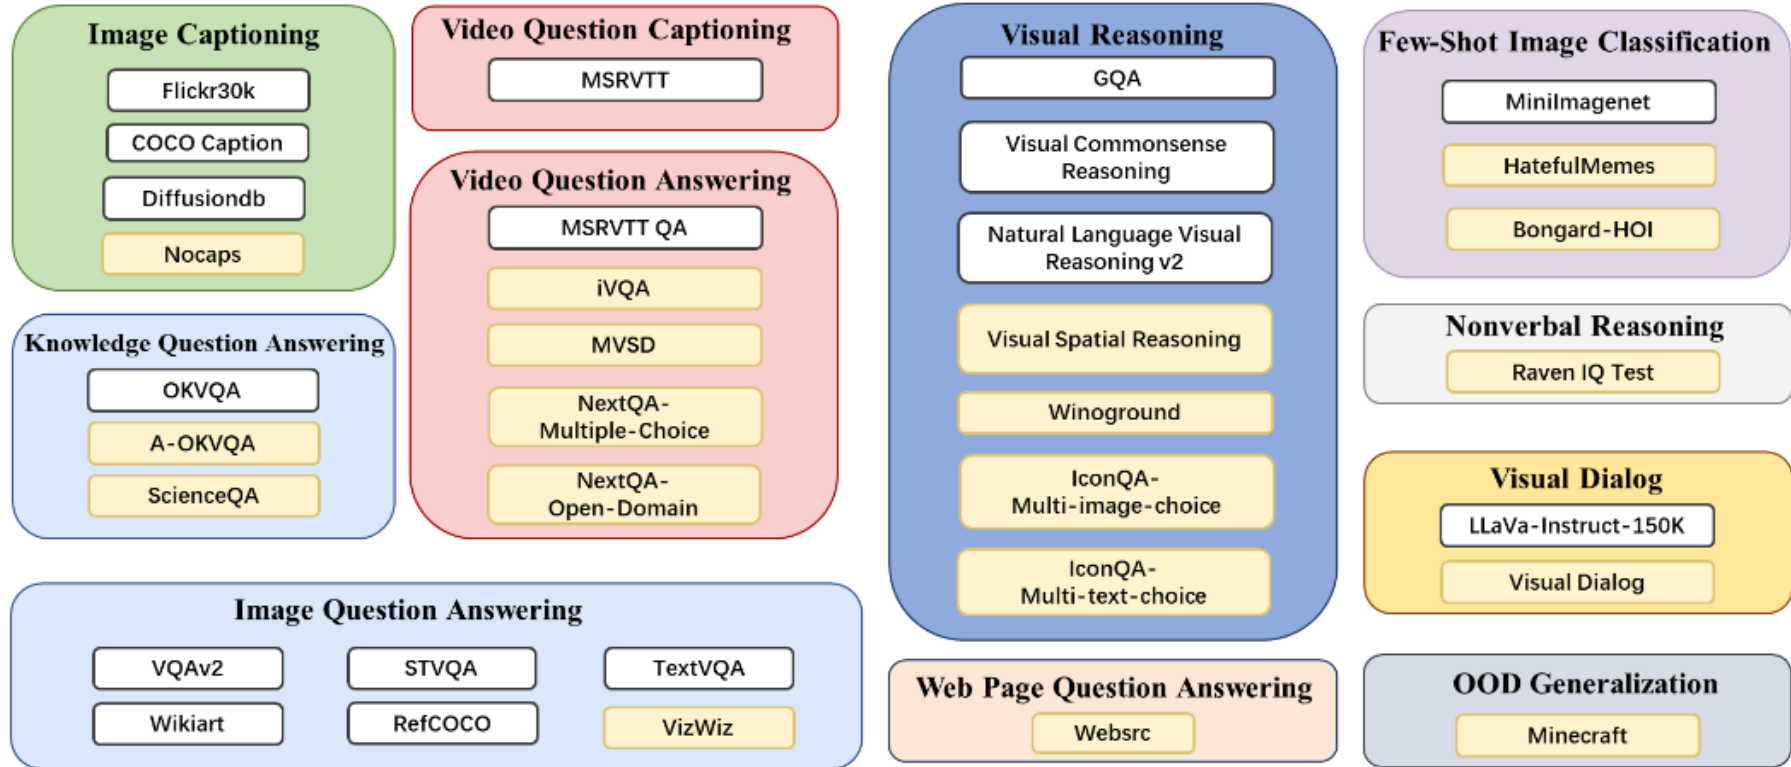 Image Captioning
Flickr30k
COCO Caption
Diffusiondb
Nocaps
Knowledge Question Answering
OKVQA
A-OKVQA
ScienceQA
Video Question Captioning
MSRVTT
Video Question Answering
MSRVTT QA
iVQA
MVSD
NextQA-
Multiple-Choice
NextQA-
Open-Domain
Image Question Answering
VQAv2
STVQA
TextVQA
Wikiart
RefCOCO
VizWiz
Visual Reasoning
GQA
Visual Commonsense
Reasoning
Natural Language Visual
Reasoning v2
Visual Spatial Reasoning
Winoground
IconQA-
Multi-image-choice
IconQA-
Multi-text-choice
Web Page Question Answering
Websrc
Few-Shot Image Classification
MiniImagenet
HatefulMemes
Bongard-HOI
Nonverbal Reasoning
Raven IQ Test
Visual Dialog
LLaVa-Instruct-150K
Visual Dialog
OOD Generalization
Minecraft